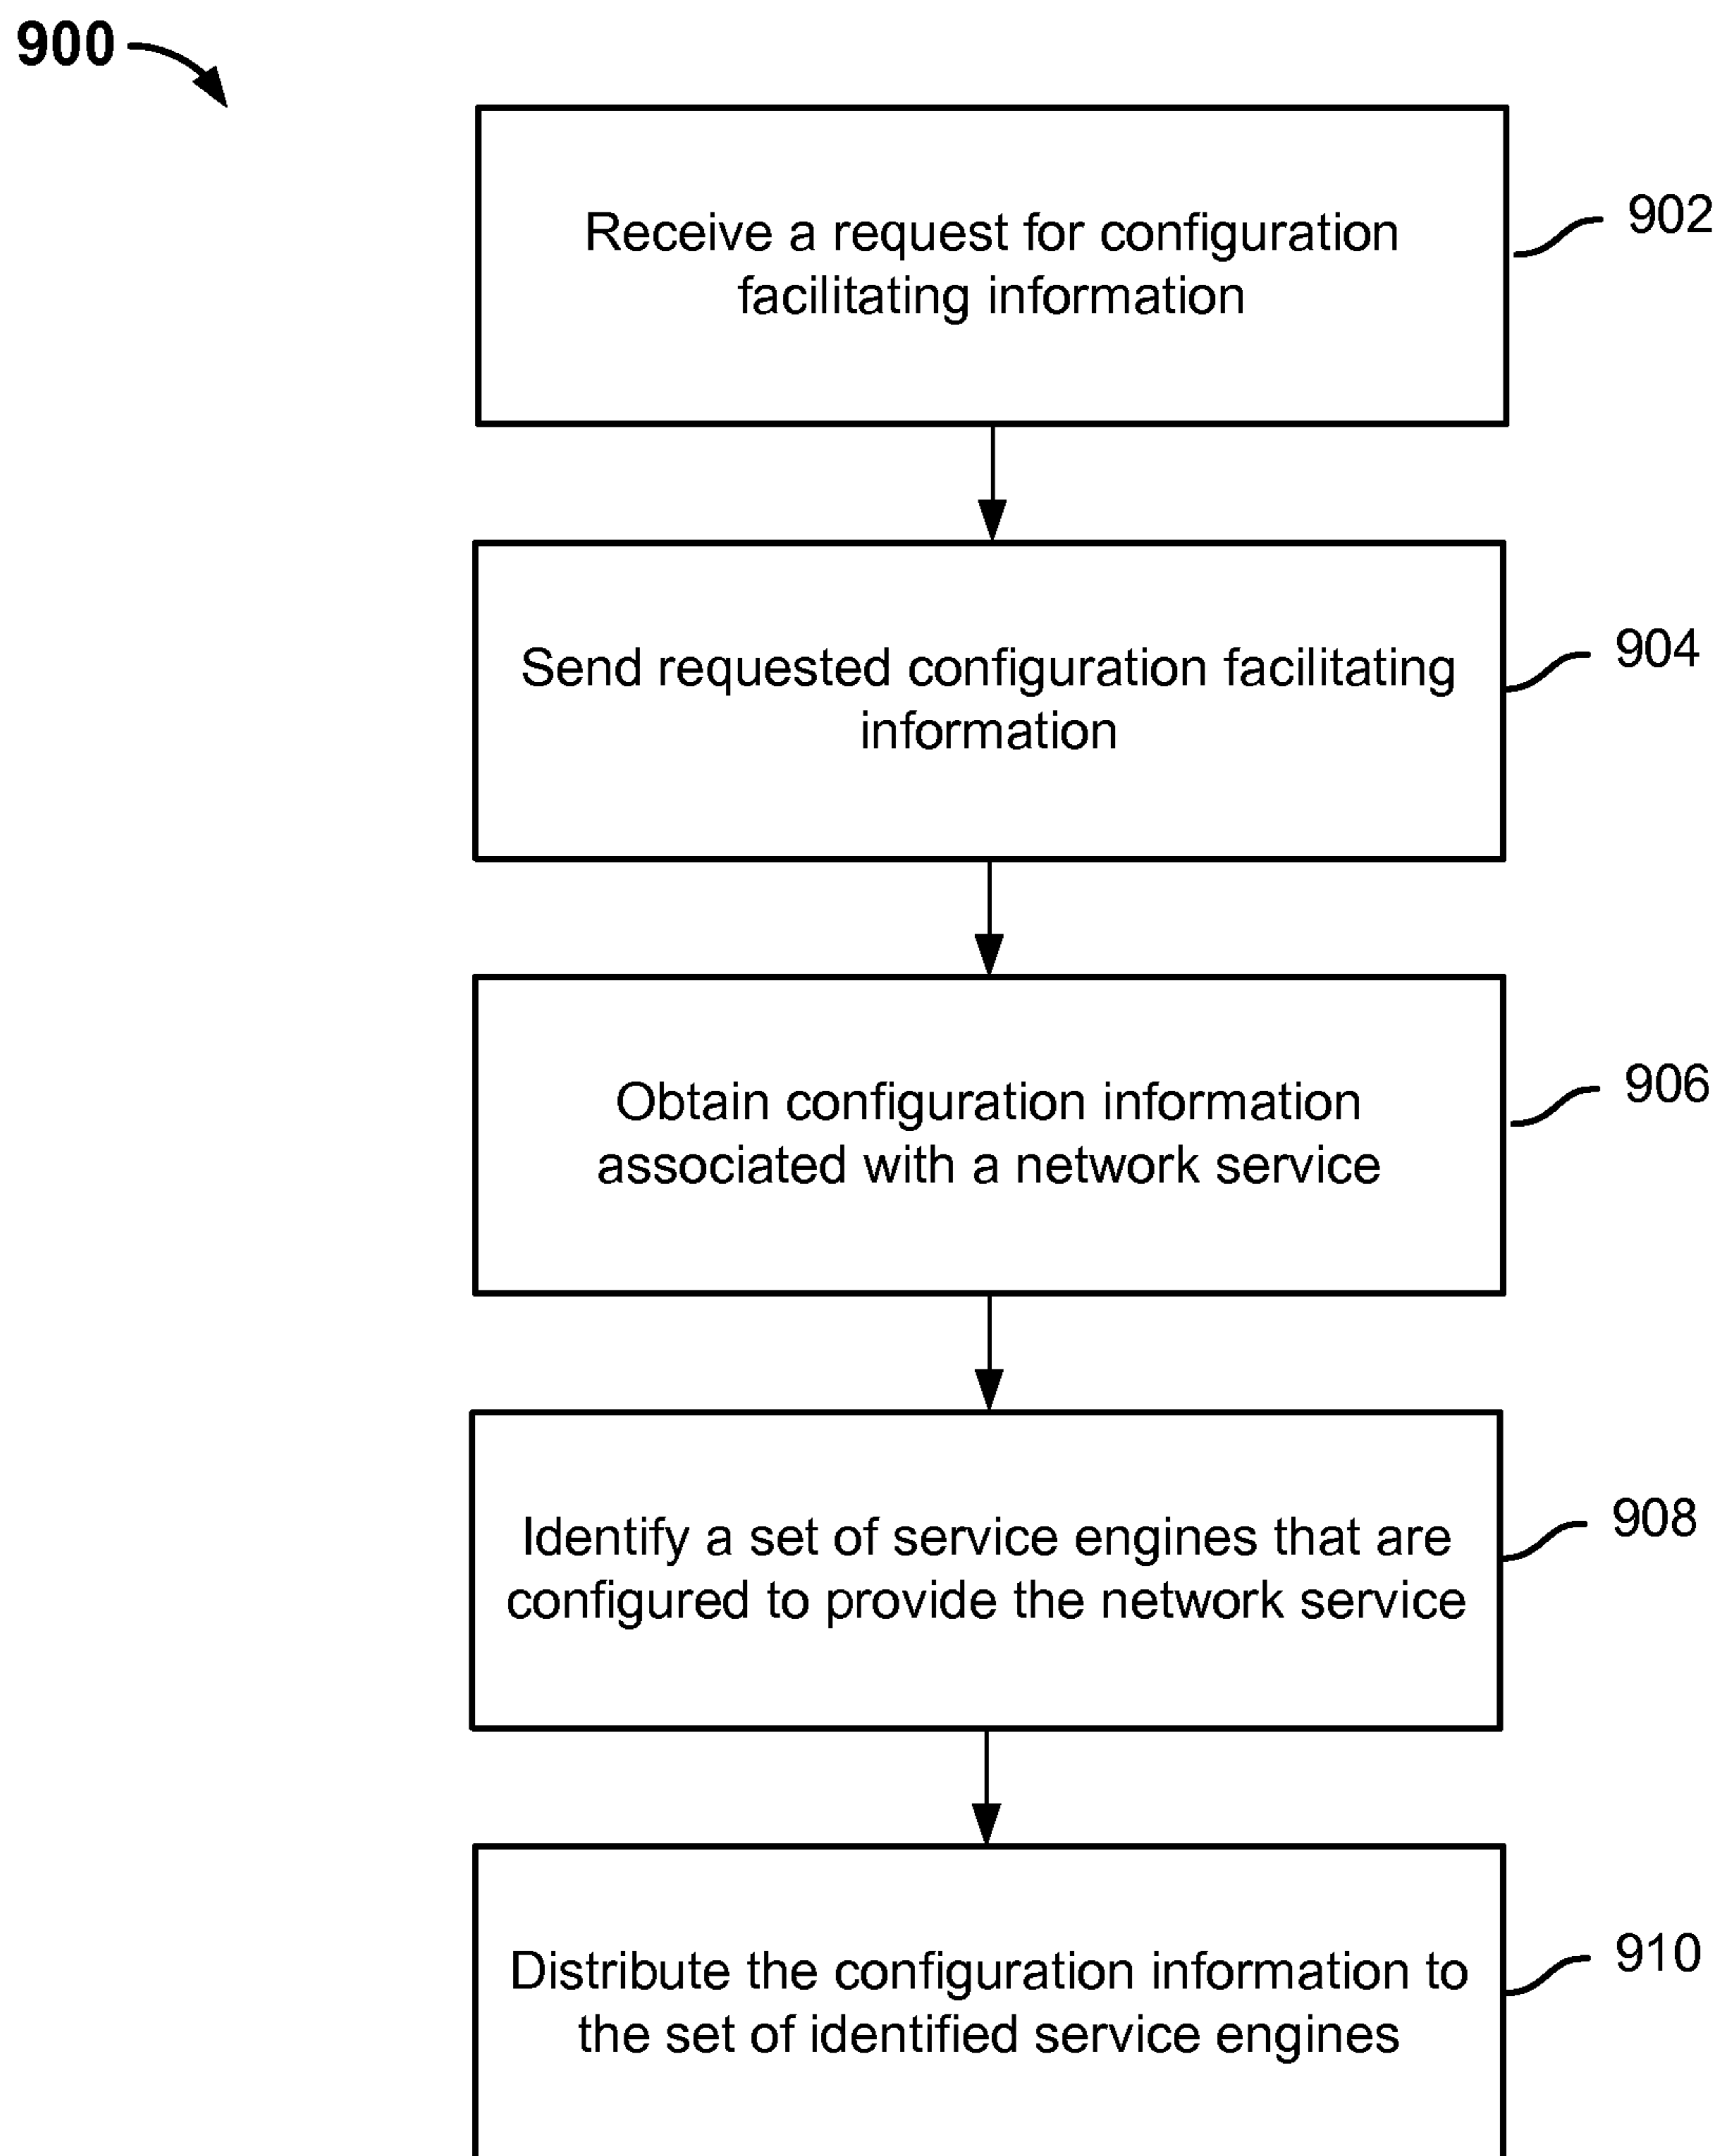 900
Receive a request for configuration
facilitating information
902
Send requested configuration facilitating
information
904
Obtain configuration information
associated with a network service
906
Identify a set of service engines that are
configured to provide the network service
908
Distribute the configuration information to
the set of identified service engines
910